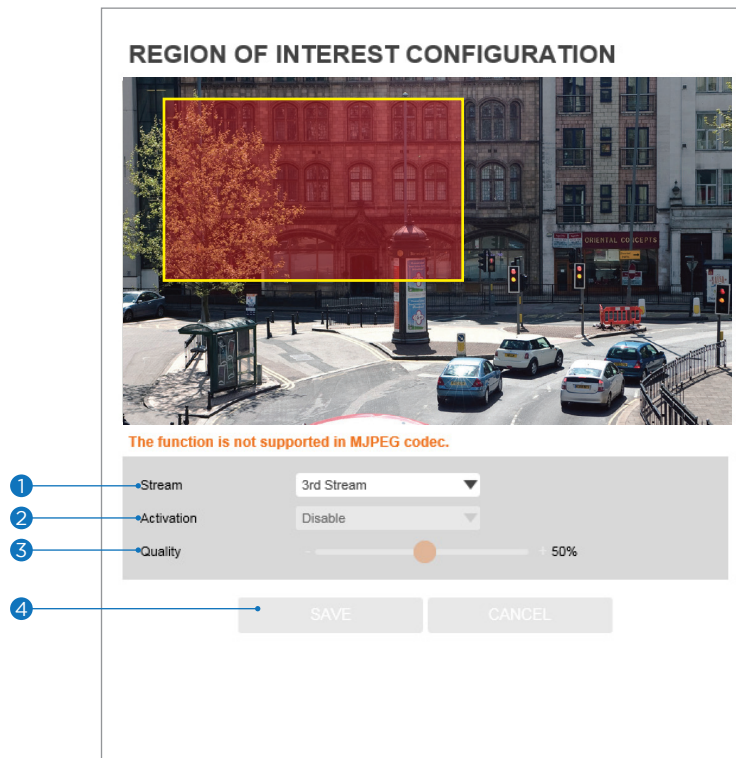 REGION OF INTEREST CONFIGURATION
ORIENTAL CONCEPTS
The function is not supported in MJPEG codec.
1 Stream 3rd Stream
2 Activation Disable
3 Quality - + 50%
4 SAVE CANCEL